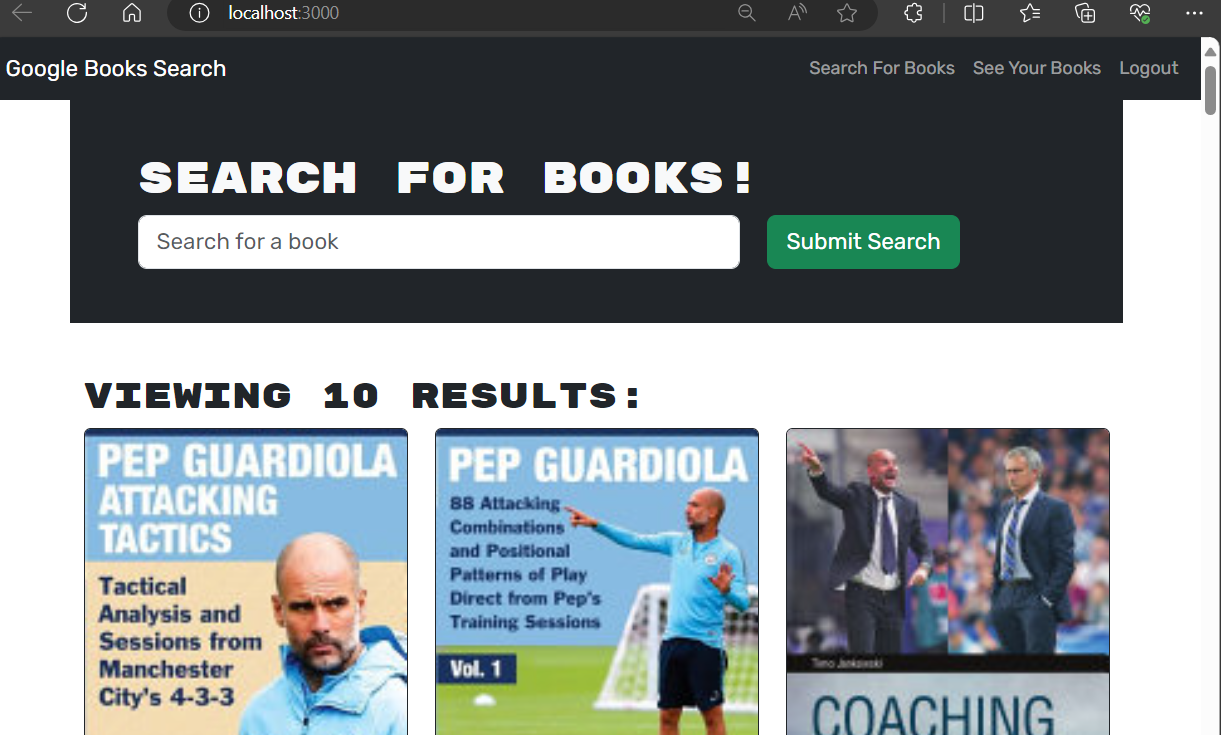 localhost:3000
Google Books Search
Search For Books
See Your Books
Logout
SEARCH FOR BOOKS!
Search for a book
Submit Search
VIEWING 10 RESULTS:
PEP GUARDIOLA
ATTACKING
TACTICS
Tactical
Analysis and
Sessions from
Manchester
City's 4-3-3
PEP GUARDIOLA
88 Attacking
Combinations
and Positional
Patterns of Play
Direct from Pep's
Training Sessions
Vol. 1
Timo Jankowski
COACHING